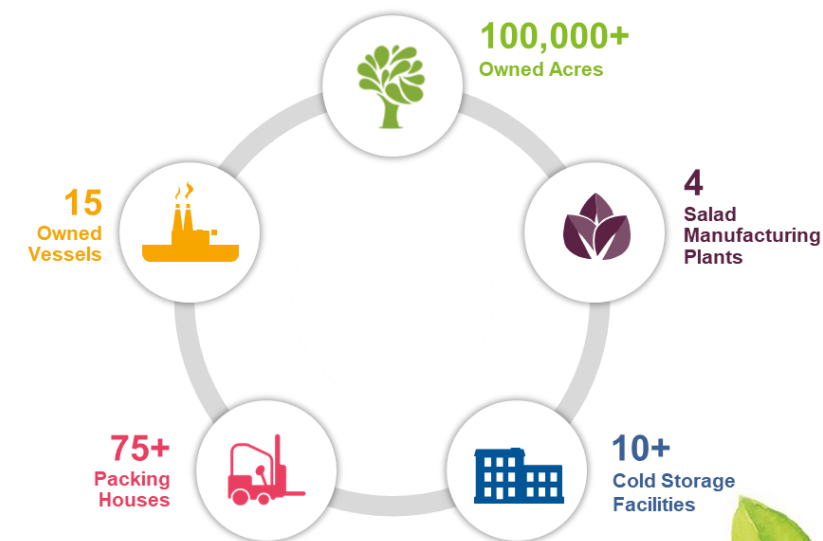 100,000+
Owned Acres
4
Salad
Manufacturing
Plants
10+
Cold Storage
Facilities
75+
Packing
Houses
15
Owned
Vessels